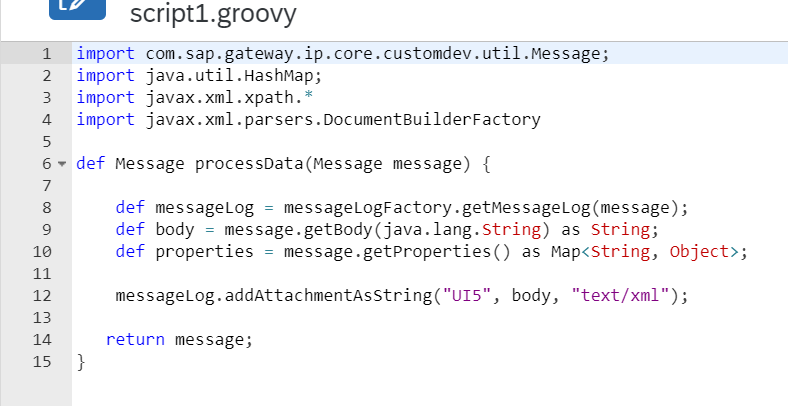 script1.groovy
1 import com.sap.gateway.ip.core.customdev.util.Message;
2 import java.util.HashMap;
3 import javax.xml.xpath.*
4 import javax.xml.parsers.DocumentBuilderFactory
5
6 def Message processData(Message message) {
7
8 def messageLog = messageLogFactory.getMessageLog(message);
9 def body = message.getBody(java.lang.String) as String;
10 def properties = message.getProperties() as Map<String, Object>;
11
12 messageLog.addAttachmentAsString("UI5", body, "text/xml");
13
14 return message;
15 }